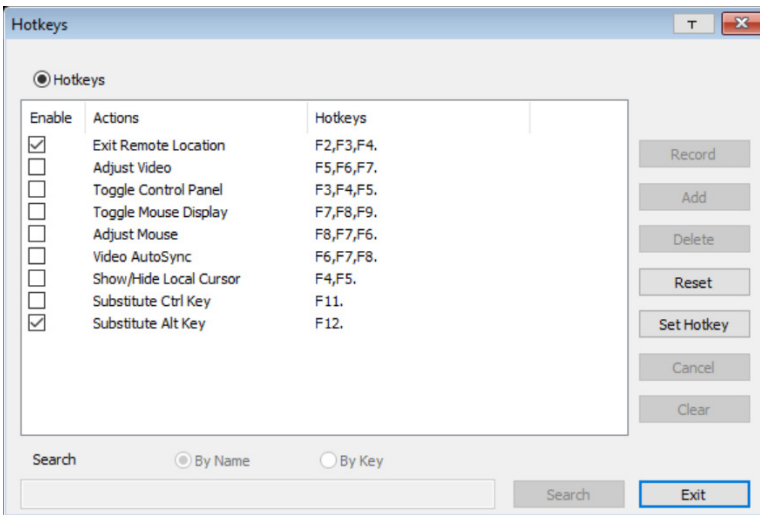 Hotkeys
Hotkeys
Enable Actions Hotkeys
Exit Remote Location F2,F3,F4.
Adjust Video F5,F6,F7.
Toggle Control Panel F3,F4,F5.
Toggle Mouse Display F7,F8,F9.
Adjust Mouse F8,F7,F6.
Video AutoSync F6,F7,F8.
Show/Hide Local Cursor F4,F5.
Substitute Ctrl Key F11.
Substitute Alt Key F12.
Record
Add
Delete
Reset
Set Hotkey
Cancel
Clear
Search By Name By Key
Search Exit